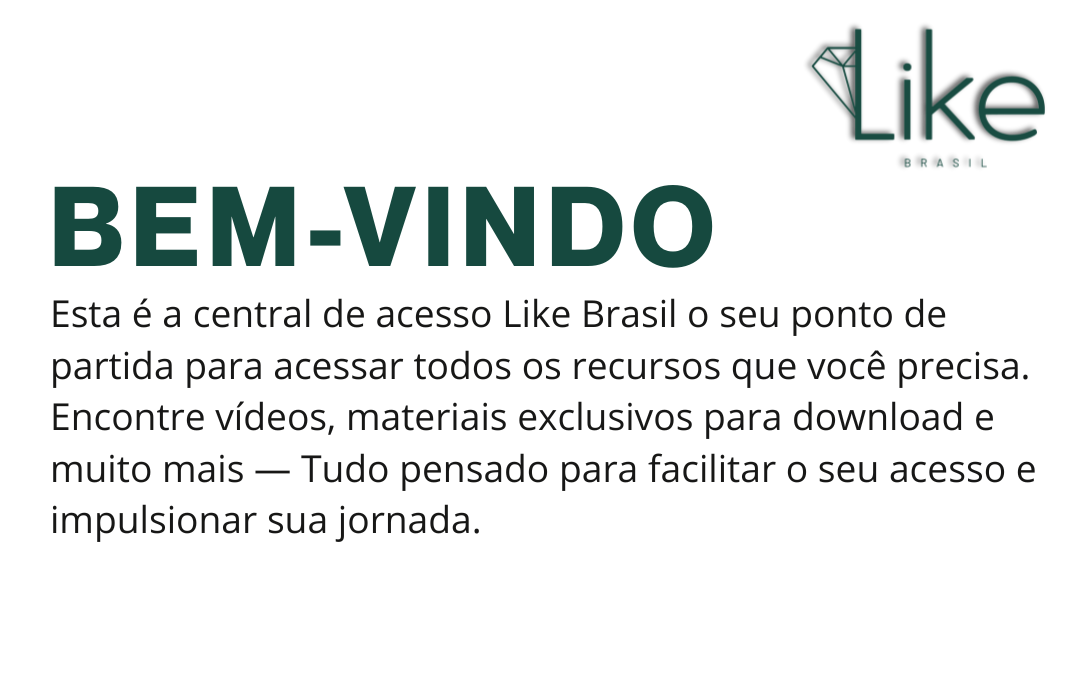 Like
BRASIL
BEM-VINDO
Esta é a central de acesso Like Brasil o seu ponto de
partida para acessar todos os recursos que você precisa.
Encontre vídeos, materiais exclusivos para download e
muito mais — Tudo pensado para facilitar o seu acesso e
impulsionar sua jornada.